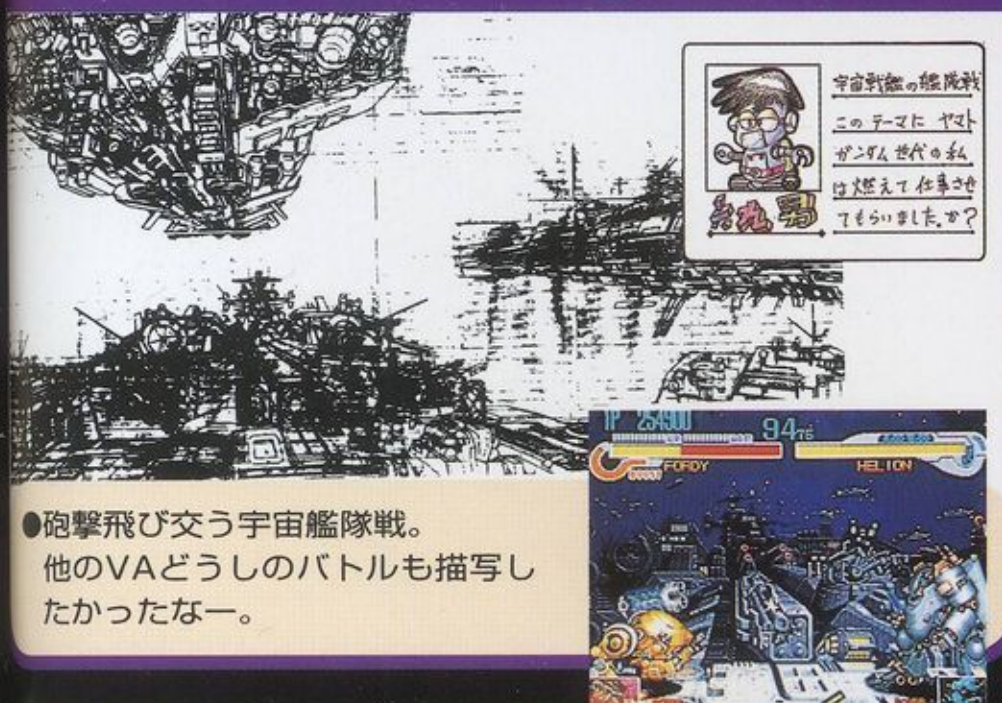 宇宙戦艦の艦隊戦
このテーマに ヤマト
ガンダム世代の私
は燃えて仕事させ
てもらいました。か?
1P 254900
94
FORDY
HELION
●砲撃飛び交う宇宙艦隊戦。
他のVAどうしのバトルも描写し
たかったなー。